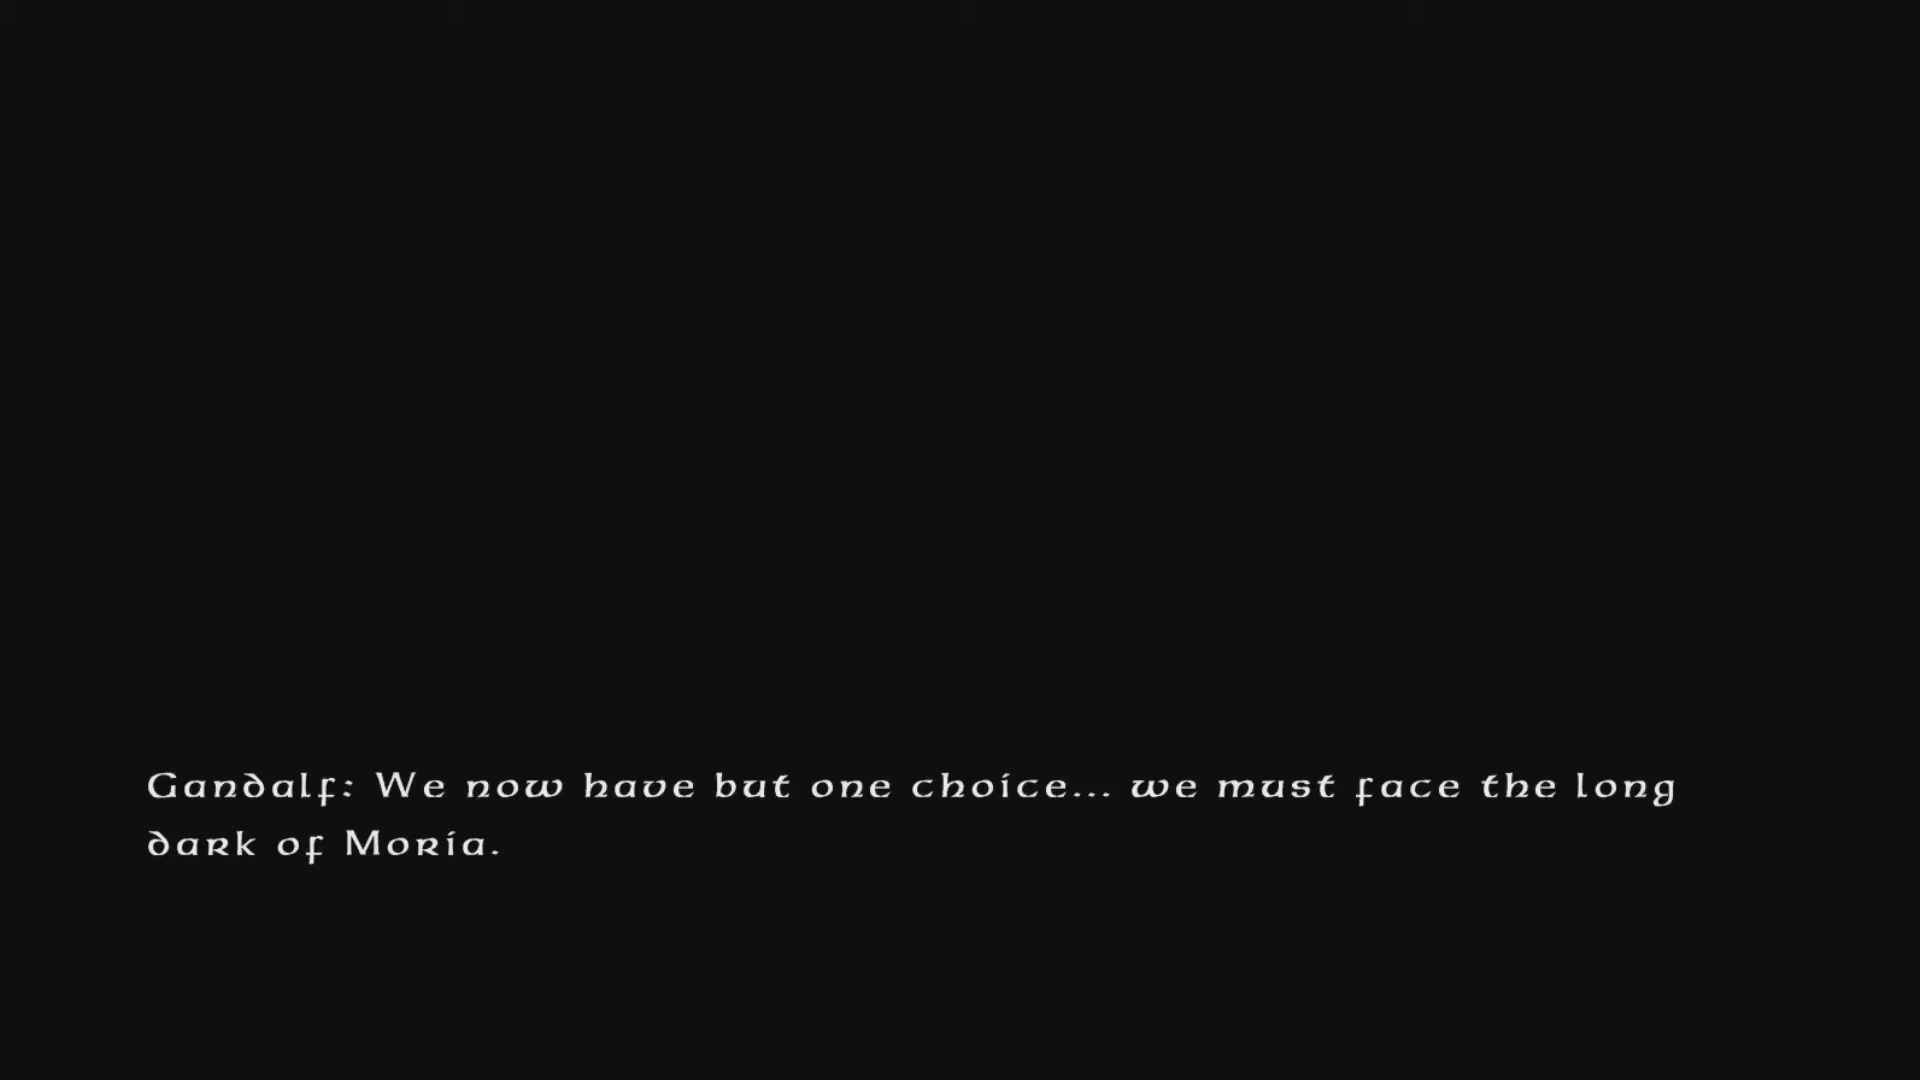 Gandalf: We now have but one choice... we must face the long
dark of Moria.